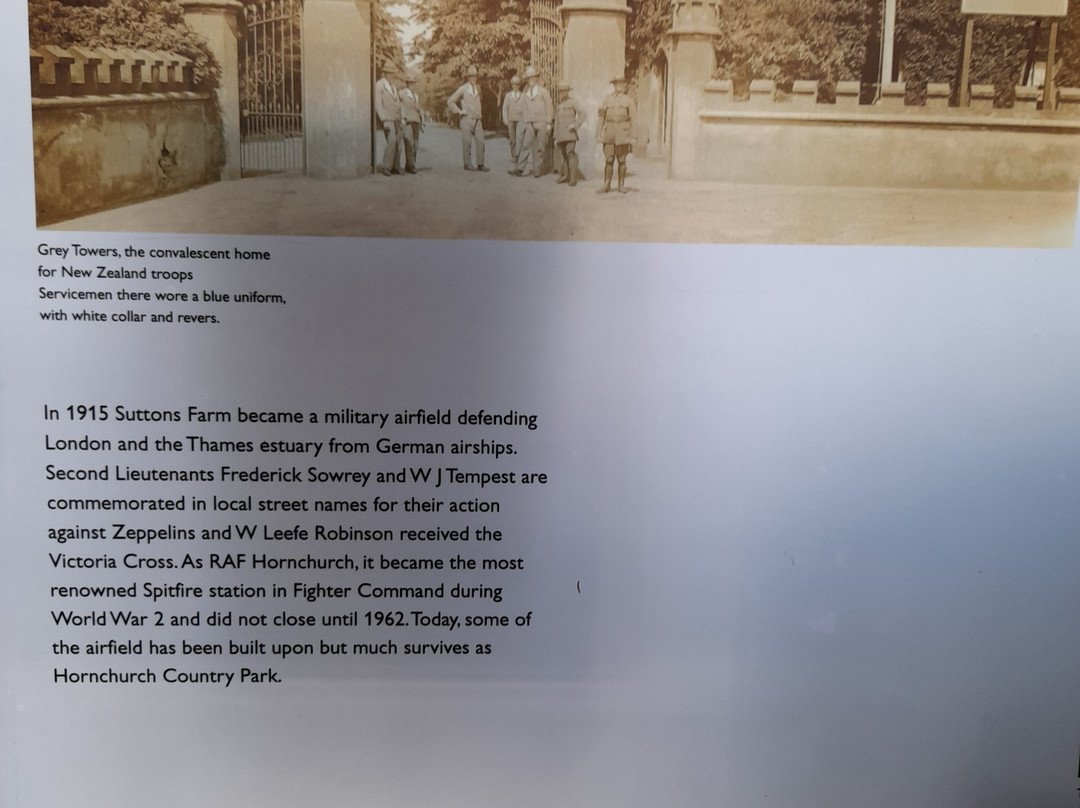 Grey Towers, the convalescent home
for New Zealand troops
Servicemen there wore a blue uniform,
with white collar and revers.
In 1915 Suttons Farm became a military airfield defending
London and the Thames estuary from German airships.
Second Lieutenants Frederick Sowrey and W J Tempest are
commemorated in local street names for their action
against Zeppelins and W Leefe Robinson received the
Victoria Cross. As RAF Hornchurch, it became the most
renowned Spitfire station in Fighter Command during
World War 2 and did not close until 1962. Today, some of
the airfield has been built upon but much survives as
Hornchurch Country Park.